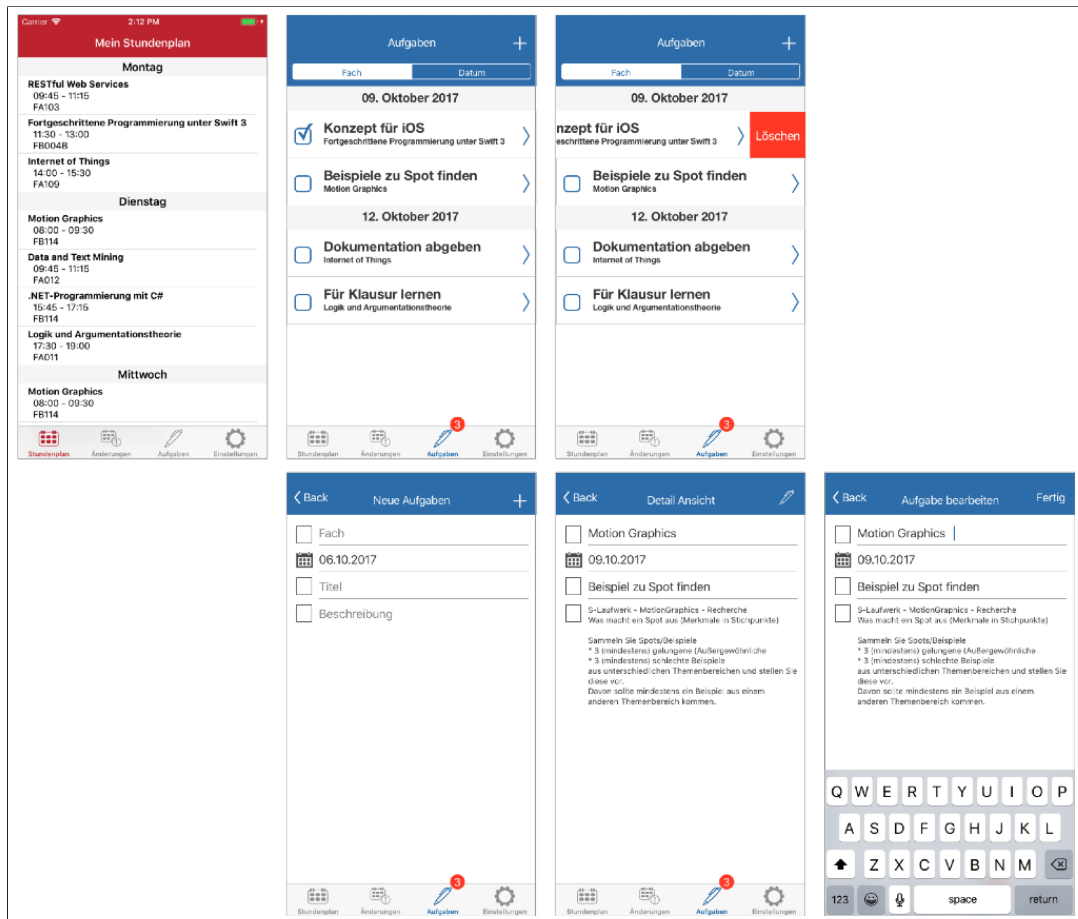 Carrier 2:12 PM
Mein Stundenplan
Montag
RESTful Web Services
09:45 - 11:15
FA103
Fortgeschrittene Programmierung unter Swift 3
11:30 - 13:00
FB004B
Internet of Things
14:00 - 15:30
FA109
Dienstag
Motion Graphics
08:00 - 09:30
FB114
Data and Text Mining
09:45 - 11:15
FA012
.NET-Programmierung mit C#
15:45 - 17:15
FB114
Logik und Argumentationstheorie
17:30 - 19:00
FA011
Mittwoch
Motion Graphics
08:00 - 09:30
FB114
Stundenplan Änderungen Aufgaben Einstellungen
Aufgaben +
Fach Datum
09. Oktober 2017
Konzept für iOS
Fortgeschrittene Programmierung unter Swift 3
Beispiele zu Spot finden
Motion Graphics
12. Oktober 2017
Dokumentation abgeben
Internet of Things
Für Klausur lernen
Logik und Argumentationstheorie
3
Stundenplan Änderungen Aufgaben Einstellungen
Aufgaben +
Fach Datum
09. Oktober 2017
nzept für iOS
eschrittene Programmierung unter Swift 3
Löschen
Beispiele zu Spot finden
Motion Graphics
12. Oktober 2017
Dokumentation abgeben
Internet of Things
Für Klausur lernen
Logik und Argumentationstheorie
3
Stundenplan Änderungen Aufgaben Einstellungen
Back Neue Aufgaben +
Fach
06.10.2017
Titel
Beschreibung
3
Stundenplan Änderungen Aufgaben Einstellungen
Back Detail Ansicht
Motion Graphics
09.10.2017
Beispiel zu Spot finden
S-Laufwerk - MotionGraphics - Recherche
Was macht ein Spot aus (Merkmale in Stichpunkte)
Sammeln Sie Spots/Beispiele
* 3 (mindestens) gelungene (Außergewöhnliche
* 3 (mindestens) schlechte Beispiele
aus unterschiedlichen Themenbereichen und stellen Sie
diese vor.
Davon sollte mindestens ein Beispiel aus einem
anderen Themenbereich kommen.
3
Stundenplan Änderungen Aufgaben Einstellungen
Back Aufgabe bearbeiten Fertig
Motion Graphics
09.10.2017
Beispiel zu Spot finden
S-Laufwerk - MotionGraphics - Recherche
Was macht ein Spot aus (Merkmale in Stichpunkte)
Sammeln Sie Spots/Beispiele
* 3 (mindestens) gelungene (Außergewöhnliche
* 3 (mindestens) schlechte Beispiele
aus unterschiedlichen Themenbereichen und stellen Sie
diese vor.
Davon sollte mindestens ein Beispiel aus einem
anderen Themenbereich kommen.
Q W E R T Y U I O P
A S D F G H J K L
Z X C V B N M
123 space return